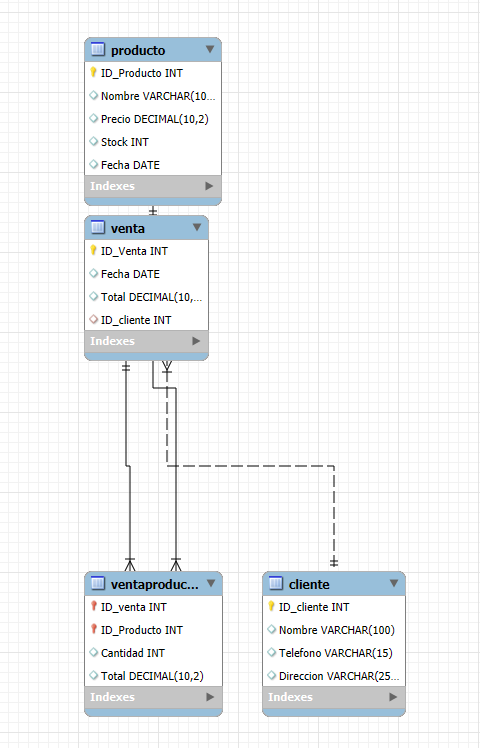 producto
ID_Producto INT
Nombre VARCHAR(10...
Precio DECIMAL(10,2)
Stock INT
Fecha DATE
Indexes
venta
ID_Venta INT
Fecha DATE
Total DECIMAL(10,...
ID_cliente INT
Indexes
ventaproduc...
ID_venta INT
ID_Producto INT
Cantidad INT
Total DECIMAL(10,2)
Indexes
cliente
ID_cliente INT
Nombre VARCHAR(100)
Telefono VARCHAR(15)
Direccion VARCHAR(25...
Indexes